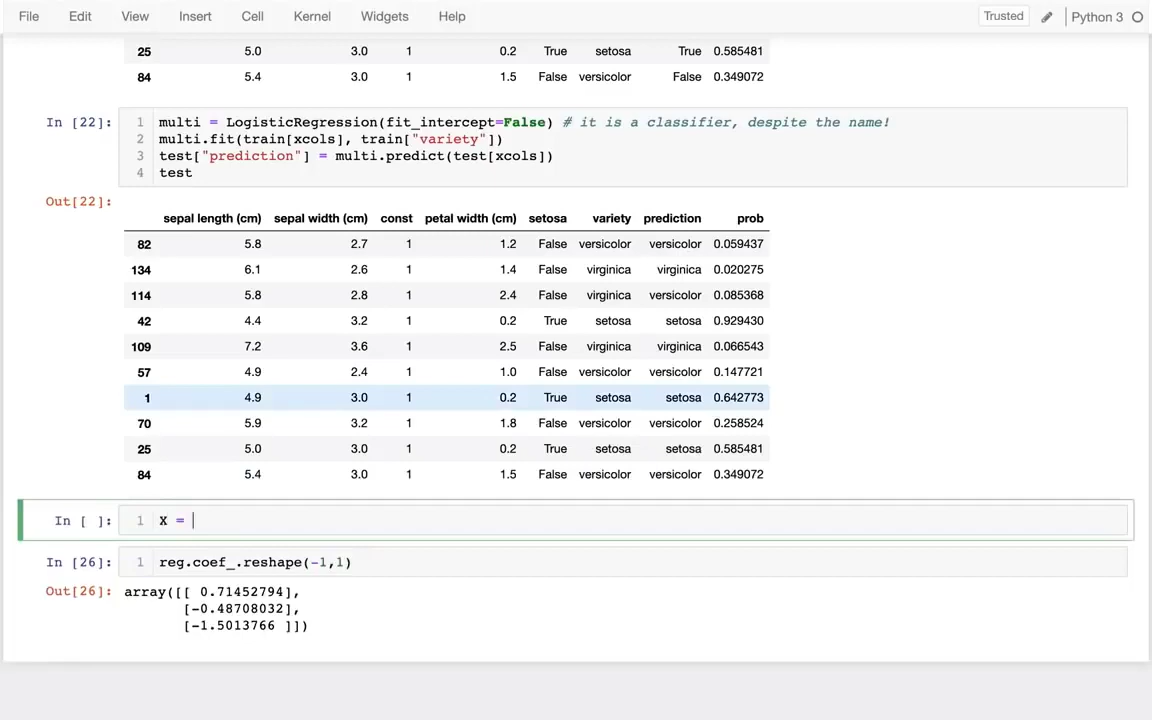 File Edit View Insert Cell Kernel Widgets Help Trusted Python 3
25 5.0 3.0 1 0.2 True setosa True 0.585481
84 5.4 3.0 1 1.5 False versicolor False 0.349072
In [22]: 1 multi = LogisticRegression(fit_intercept=False) # it is a classifier, despite the name!
2 multi.fit(train[xcols], train["variety"])
3 test["prediction"] = multi.predict(test[xcols])
4 test
Out[22]:
sepal length (cm) sepal width (cm) const petal width (cm) setosa variety prediction prob
82 5.8 2.7 1 1.2 False versicolor versicolor 0.059437
134 6.1 2.6 1 1.4 False virginica virginica 0.020275
114 5.8 2.8 1 2.4 False virginica versicolor 0.085368
42 4.4 3.2 1 0.2 True setosa setosa 0.929430
109 7.2 3.6 1 2.5 False virginica virginica 0.066543
57 4.9 2.4 1 1.0 False versicolor versicolor 0.147721
1 4.9 3.0 1 0.2 True setosa setosa 0.642773
70 5.9 3.2 1 1.8 False versicolor versicolor 0.258524
25 5.0 3.0 1 0.2 True setosa setosa 0.585481
84 5.4 3.0 1 1.5 False versicolor versicolor 0.349072
In [ ]: 1 X =
In [26]: 1 reg.coef_.reshape(-1,1)
Out[26]: array([[ 0.71452794],
[-0.48708032],
[-1.5013766 ]])